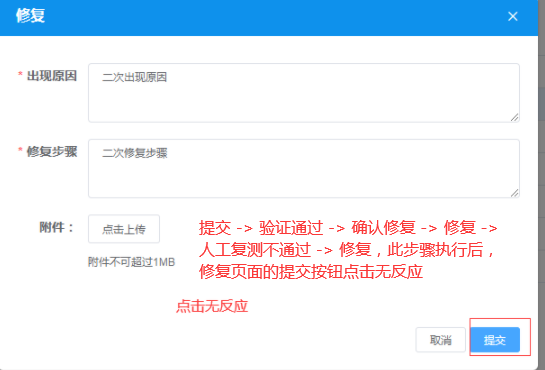 修复
* 出现原因
二次出现原因
* 修复步骤
二次修复步骤
附件：
点击上传
附件不可超过1MB
提交 -> 验证通过 -> 确认修复 -> 修复 ->
人工复测不通过 -> 修复，此步骤执行后，
修复页面的提交按钮点击无反应
点击无反应
取消
提交